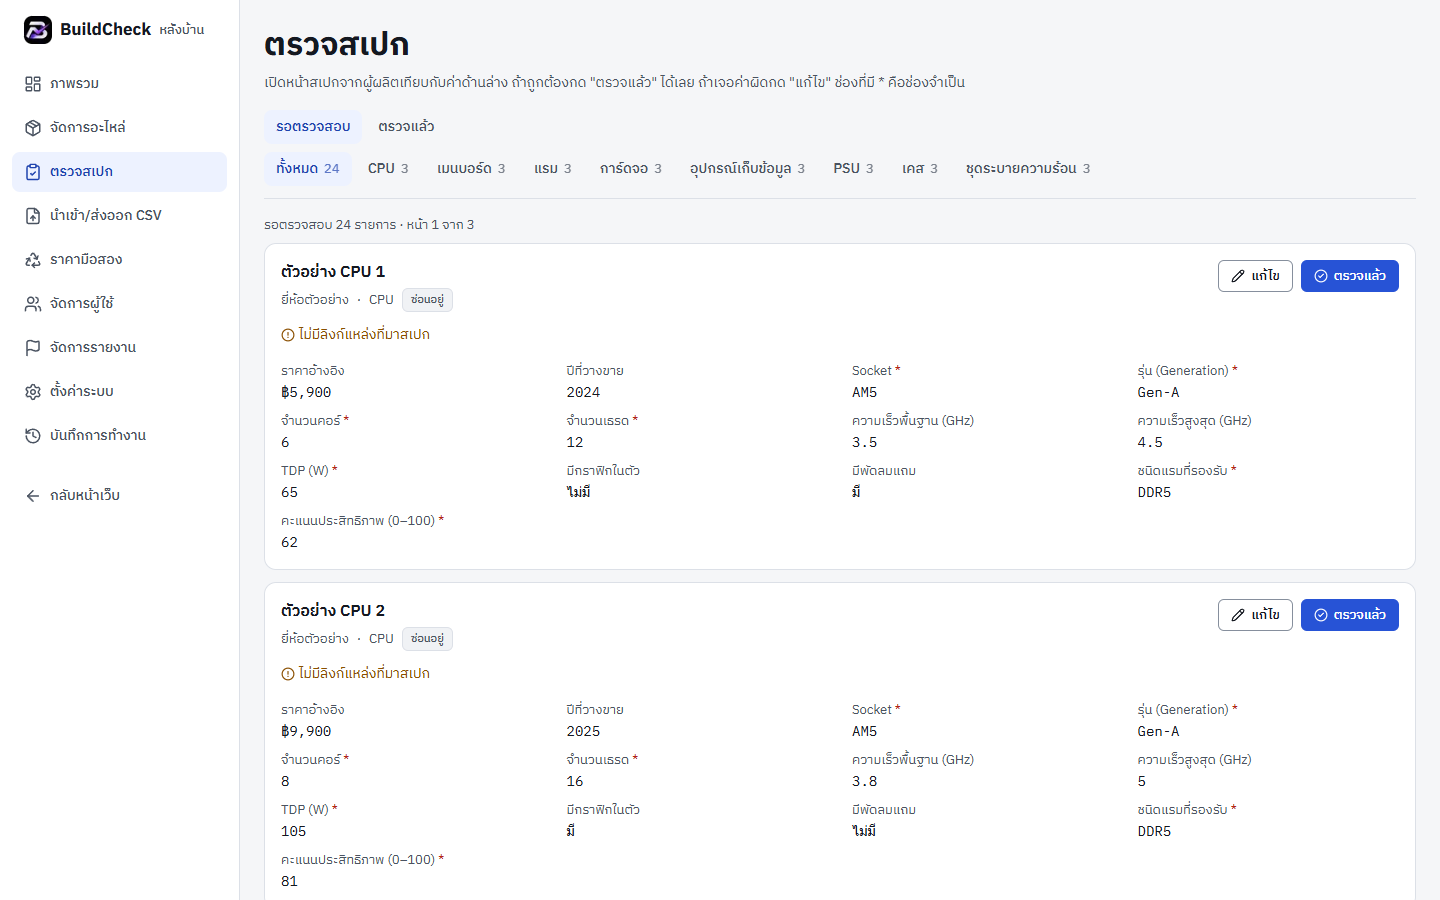 BuildCheck หลังบ้าน
ภาพรวม
จัดการอะไหล่
ตรวจสเปก
นำเข้า/ส่งออก CSV
ราคามือสอง
จัดการผู้ใช้
จัดการรายงาน
ตั้งค่าระบบ
บันทึกการทำงาน
กลับหน้าเว็บ
ตรวจสเปก
เปิดหน้าสเปกจากผู้ผลิตเทียบกับค่าด้านล่าง ถ้าถูกต้องกด "ตรวจแล้ว" ได้เลย ถ้าเจอค่าผิดกด "แก้ไข" ช่องที่มี * คือช่องจำเป็น
รอตรวจสอบ ตรวจแล้ว
ทั้งหมด 24 CPU 3 เมนบอร์ด 3 แรม 3 การ์ดจอ 3 อุปกรณ์เก็บข้อมูล 3 PSU 3 เคส 3 ชุดระบายความร้อน 3
รอตรวจสอบ 24 รายการ · หน้า 1 จาก 3
ตัวอย่าง CPU 1
แก้ไข ตรวจแล้ว
ยี่ห้อตัวอย่าง · CPU ซ่อนอยู่
ไม่มีลิงก์แหล่งที่มาสเปก
ราคาอ้างอิง ปีที่วางขาย Socket * รุ่น (Generation) *
฿5,900 2024 AM5 Gen-A
จำนวนคอร์ * จำนวนเธรด * ความเร็วพื้นฐาน (GHz) ความเร็วสูงสุด (GHz)
6 12 3.5 4.5
TDP (W) * มีกราฟิกในตัว มีพัดลมแถม ชนิดแรมที่รองรับ *
65 ไม่มี มี DDR5
คะแนนประสิทธิภาพ (0–100) *
62
ตัวอย่าง CPU 2
แก้ไข ตรวจแล้ว
ยี่ห้อตัวอย่าง · CPU ซ่อนอยู่
ไม่มีลิงก์แหล่งที่มาสเปก
ราคาอ้างอิง ปีที่วางขาย Socket * รุ่น (Generation) *
฿9,900 2025 AM5 Gen-A
จำนวนคอร์ * จำนวนเธรด * ความเร็วพื้นฐาน (GHz) ความเร็วสูงสุด (GHz)
8 16 3.8 5
TDP (W) * มีกราฟิกในตัว มีพัดลมแถม ชนิดแรมที่รองรับ *
105 มี ไม่มี DDR5
คะแนนประสิทธิภาพ (0–100) *
81